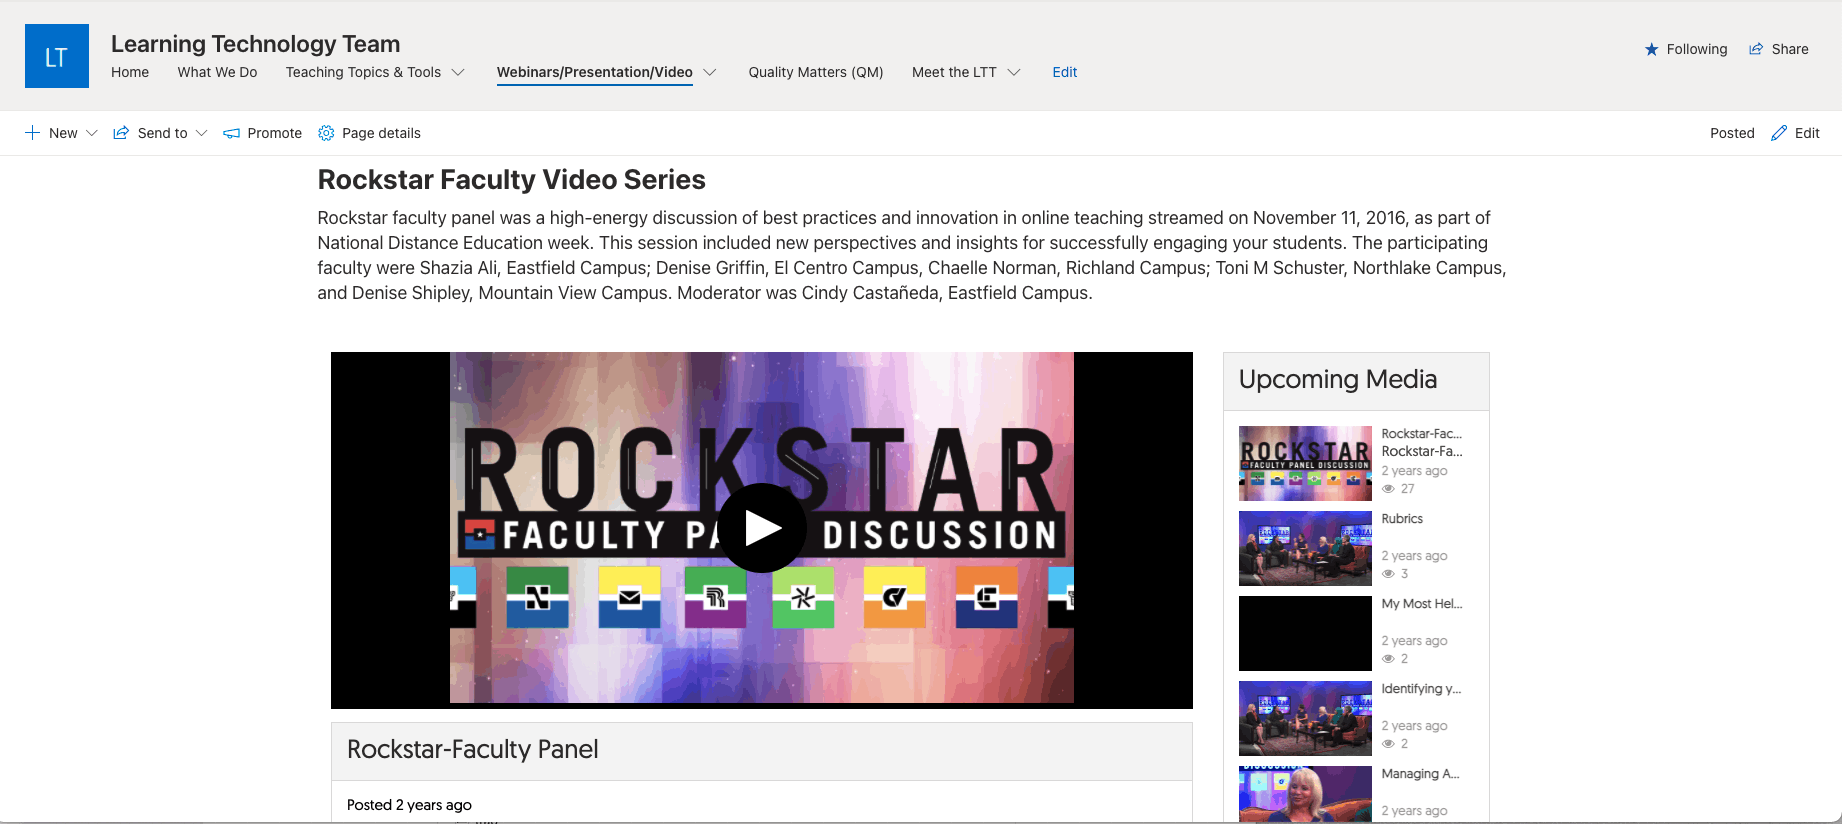 LT
Learning Technology Team
Home What We Do Teaching Topics & Tools Webinars/Presentation/Video Quality Matters (QM) Meet the LTT Edit
Following Share
New Send to Promote Page details
Posted Edit
Rockstar Faculty Video Series
Rockstar faculty panel was a high-energy discussion of best practices and innovation in online teaching streamed on November 11, 2016, as part of
National Distance Education week. This session included new perspectives and insights for successfully engaging your students. The participating
faculty were Shazia Ali, Eastfield Campus; Denise Griffin, El Centro Campus, Chaelle Norman, Richland Campus; Toni M Schuster, Northlake Campus,
and Denise Shipley, Mountain View Campus. Moderator was Cindy Castañeda, Eastfield Campus.
ROCKSTAR
FACULTY PA DISCUSSION
Rockstar-Faculty Panel
Posted 2 years ago
Upcoming Media
ROCKSTAR
FACULTY PANEL DISCUSSION
Rockstar-Fac...
Rockstar-Fa...
2 years ago
27
Rubrics
2 years ago
3
My Most Hel...
2 years ago
2
Identifying y...
2 years ago
2
Managing A...
2 years ago